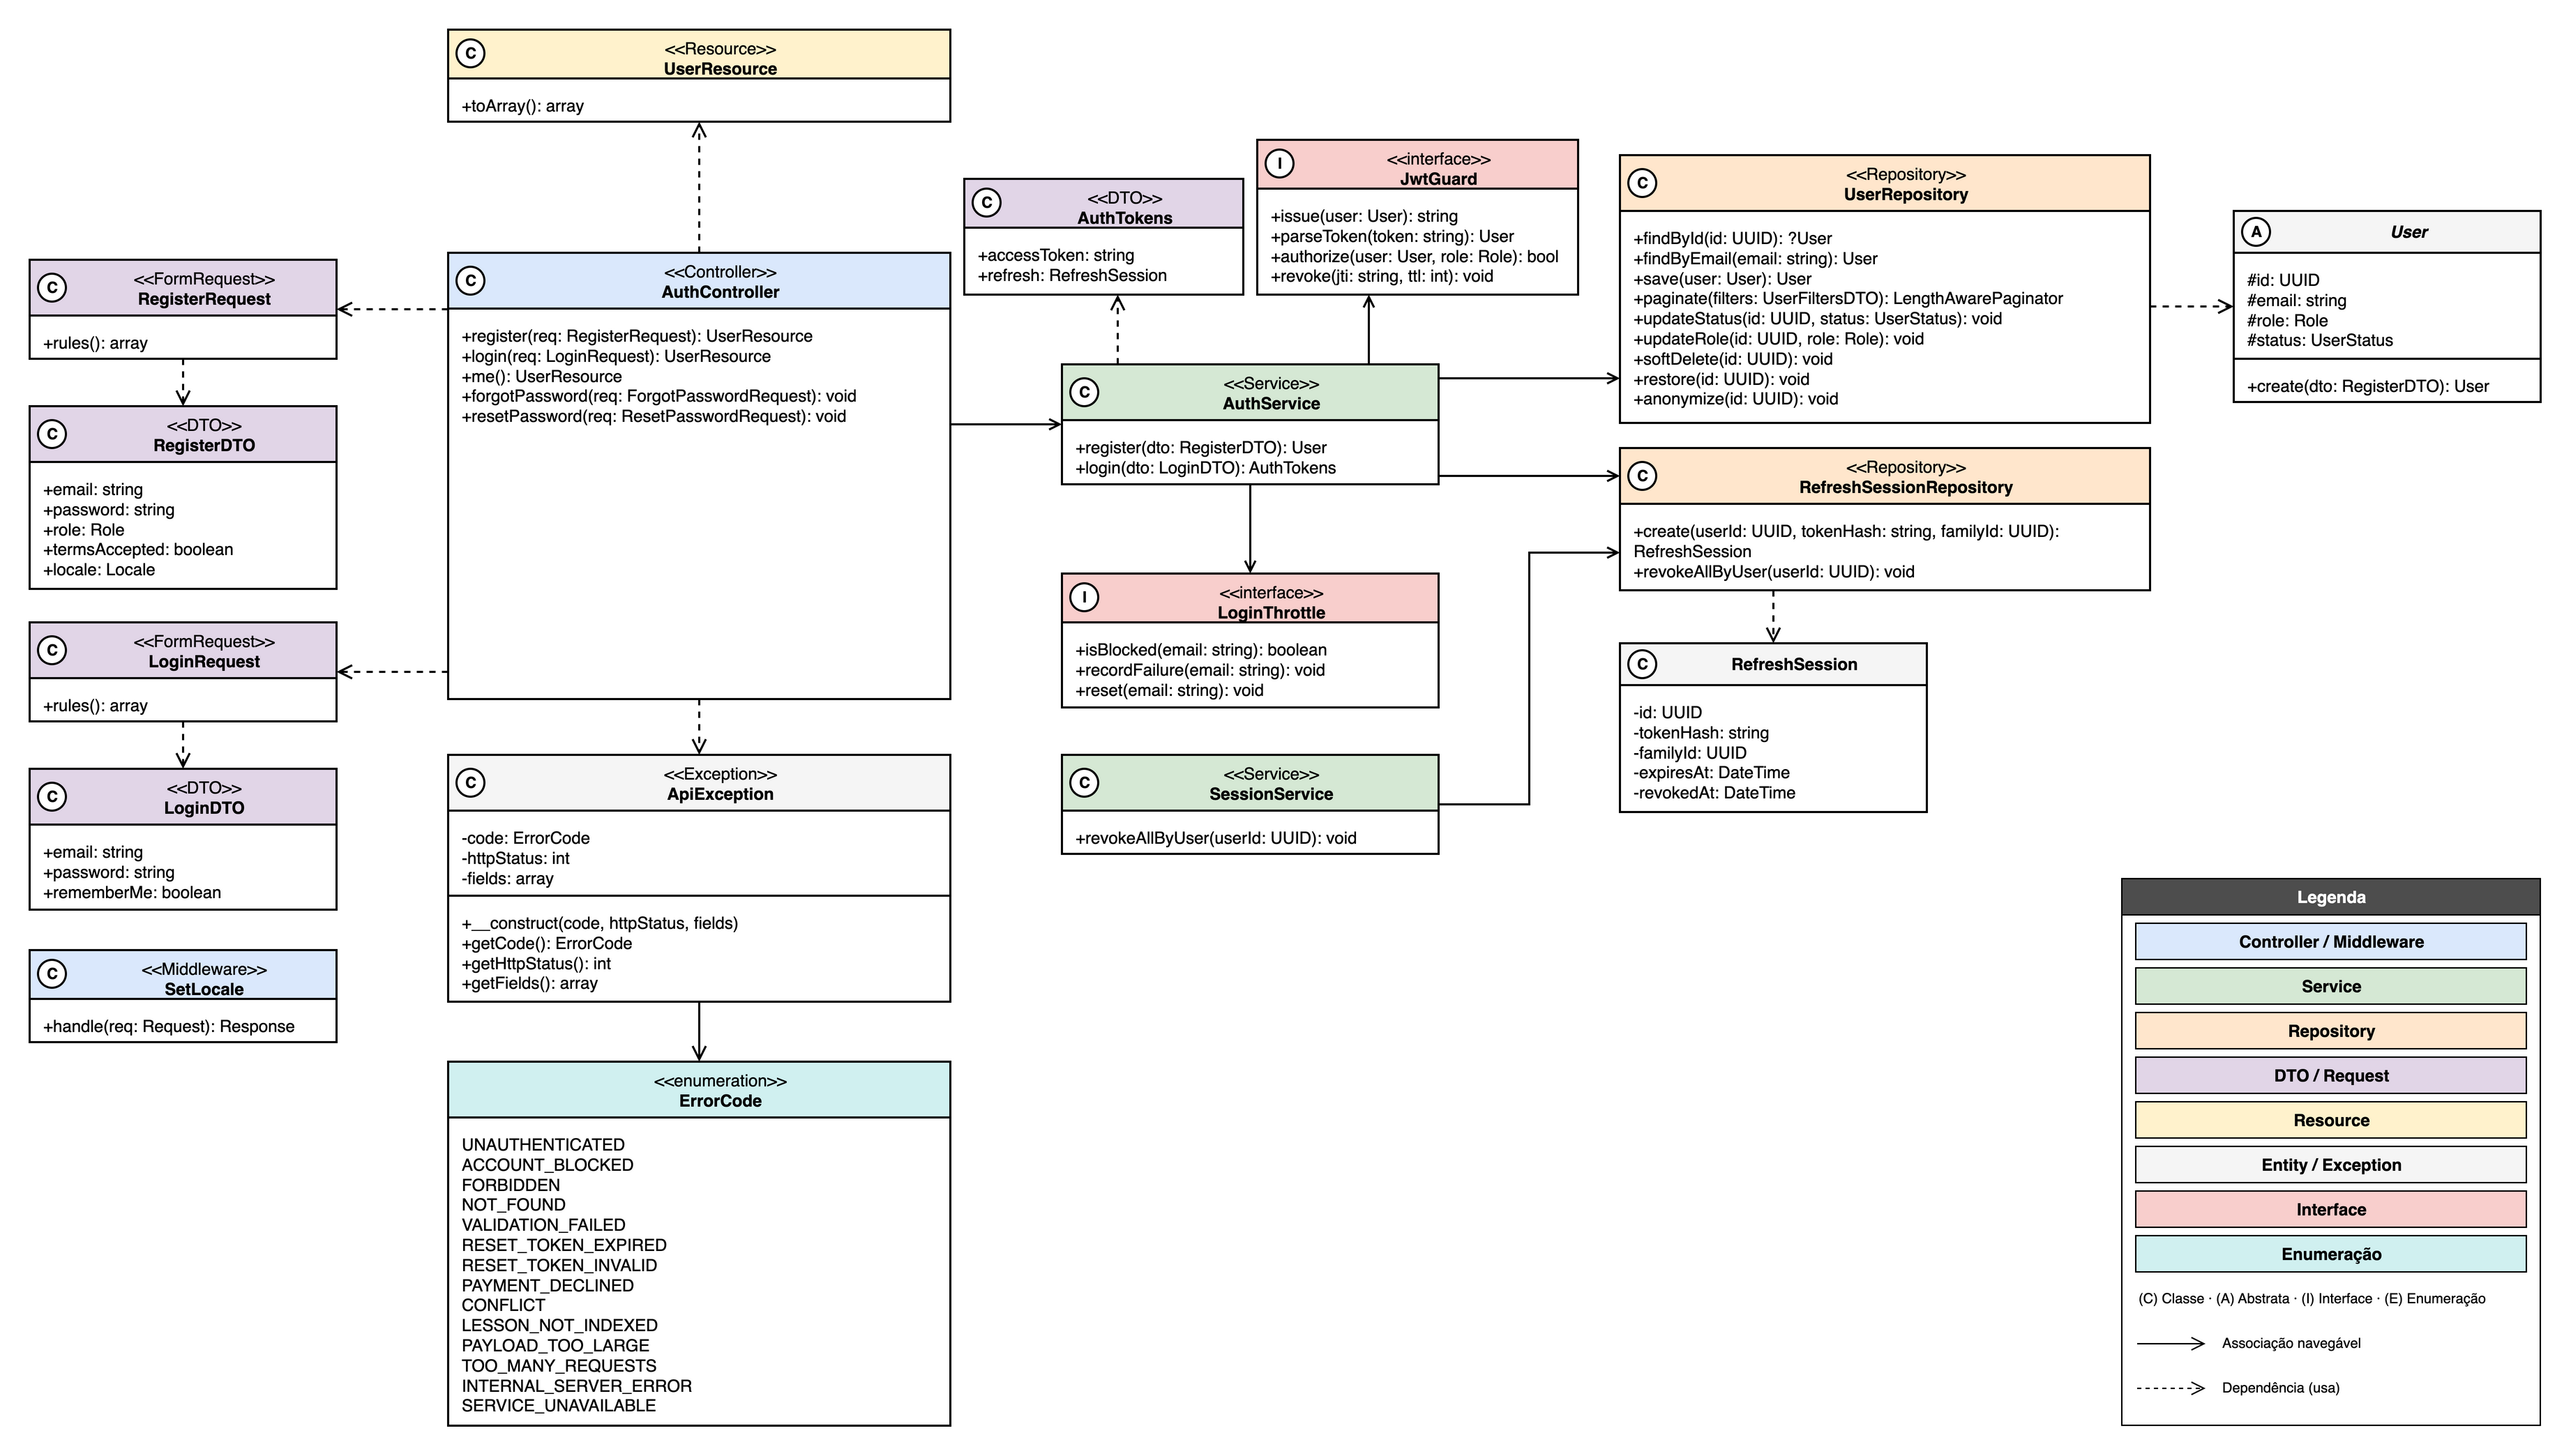 C
<<Resource>>
UserResource
+toArray(): array
C
<<FormRequest>>
RegisterRequest
+rules(): array
C
<<DTO>>
RegisterDTO
+email: string
+password: string
+role: Role
+termsAccepted: boolean
+locale: Locale
C
<<FormRequest>>
LoginRequest
+rules(): array
C
<<DTO>>
LoginDTO
+email: string
+password: string
+rememberMe: boolean
C
<<Middleware>>
SetLocale
+handle(req: Request): Response
C
<<Controller>>
AuthController
+register(req: RegisterRequest): UserResource
+login(req: LoginRequest): UserResource
+me(): UserResource
+forgotPassword(req: ForgotPasswordRequest): void
+resetPassword(req: ResetPasswordRequest): void
C
<<Exception>>
ApiException
-code: ErrorCode
-httpStatus: int
-fields: array
+__construct(code, httpStatus, fields)
+getCode(): ErrorCode
+getHttpStatus(): int
+getFields(): array
<<enumeration>>
ErrorCode
UNAUTHENTICATED
ACCOUNT_BLOCKED
FORBIDDEN
NOT_FOUND
VALIDATION_FAILED
RESET_TOKEN_EXPIRED
RESET_TOKEN_INVALID
PAYMENT_DECLINED
CONFLICT
LESSON_NOT_INDEXED
PAYLOAD_TOO_LARGE
TOO_MANY_REQUESTS
INTERNAL_SERVER_ERROR
SERVICE_UNAVAILABLE
C
<<DTO>>
AuthTokens
+accessToken: string
+refresh: RefreshSession
I
<<interface>>
JwtGuard
+issue(user: User): string
+parseToken(token: string): User
+authorize(user: User, role: Role): bool
+revoke(jti: string, ttl: int): void
C
<<Service>>
AuthService
+register(dto: RegisterDTO): User
+login(dto: LoginDTO): AuthTokens
I
<<interface>>
LoginThrottle
+isBlocked(email: string): boolean
+recordFailure(email: string): void
+reset(email: string): void
C
<<Service>>
SessionService
+revokeAllByUser(userId: UUID): void
C
<<Repository>>
UserRepository
+findById(id: UUID): ?User
+findByEmail(email: string): User
+save(user: User): User
+paginate(filters: UserFiltersDTO): LengthAwarePaginator
+updateStatus(id: UUID, status: UserStatus): void
+updateRole(id: UUID, role: Role): void
+softDelete(id: UUID): void
+restore(id: UUID): void
+anonymize(id: UUID): void
C
<<Repository>>
RefreshSessionRepository
+create(userId: UUID, tokenHash: string, familyId: UUID):
RefreshSession
+revokeAllByUser(userId: UUID): void
C
RefreshSession
-id: UUID
-tokenHash: string
-familyId: UUID
-expiresAt: DateTime
-revokedAt: DateTime
A
User
#id: UUID
#email: string
#role: Role
#status: UserStatus
+create(dto: RegisterDTO): User
Legenda
Controller / Middleware
Service
Repository
DTO / Request
Resource
Entity / Exception
Interface
Enumeração
(C) Classe · (A) Abstrata · (I) Interface · (E) Enumeração
Associação navegável
Dependência (usa)